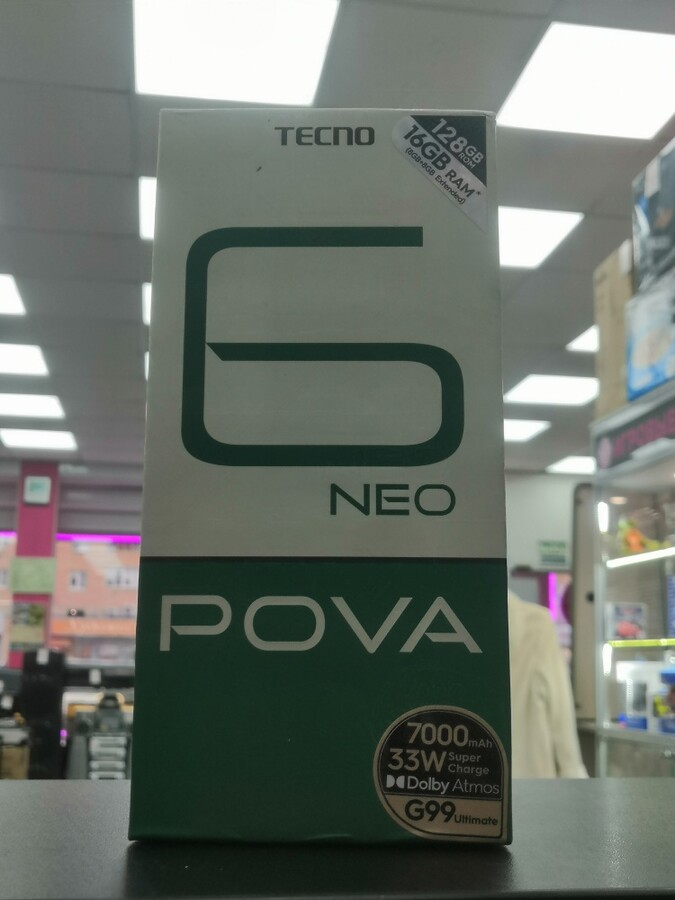 TECNO
128GB
ROM
16GB RAM*
(8GB+8GB Extended)
6
NEO
POVA
7000mAh
33W Super
Charge
Dolby Atmos
G99 Ultimate